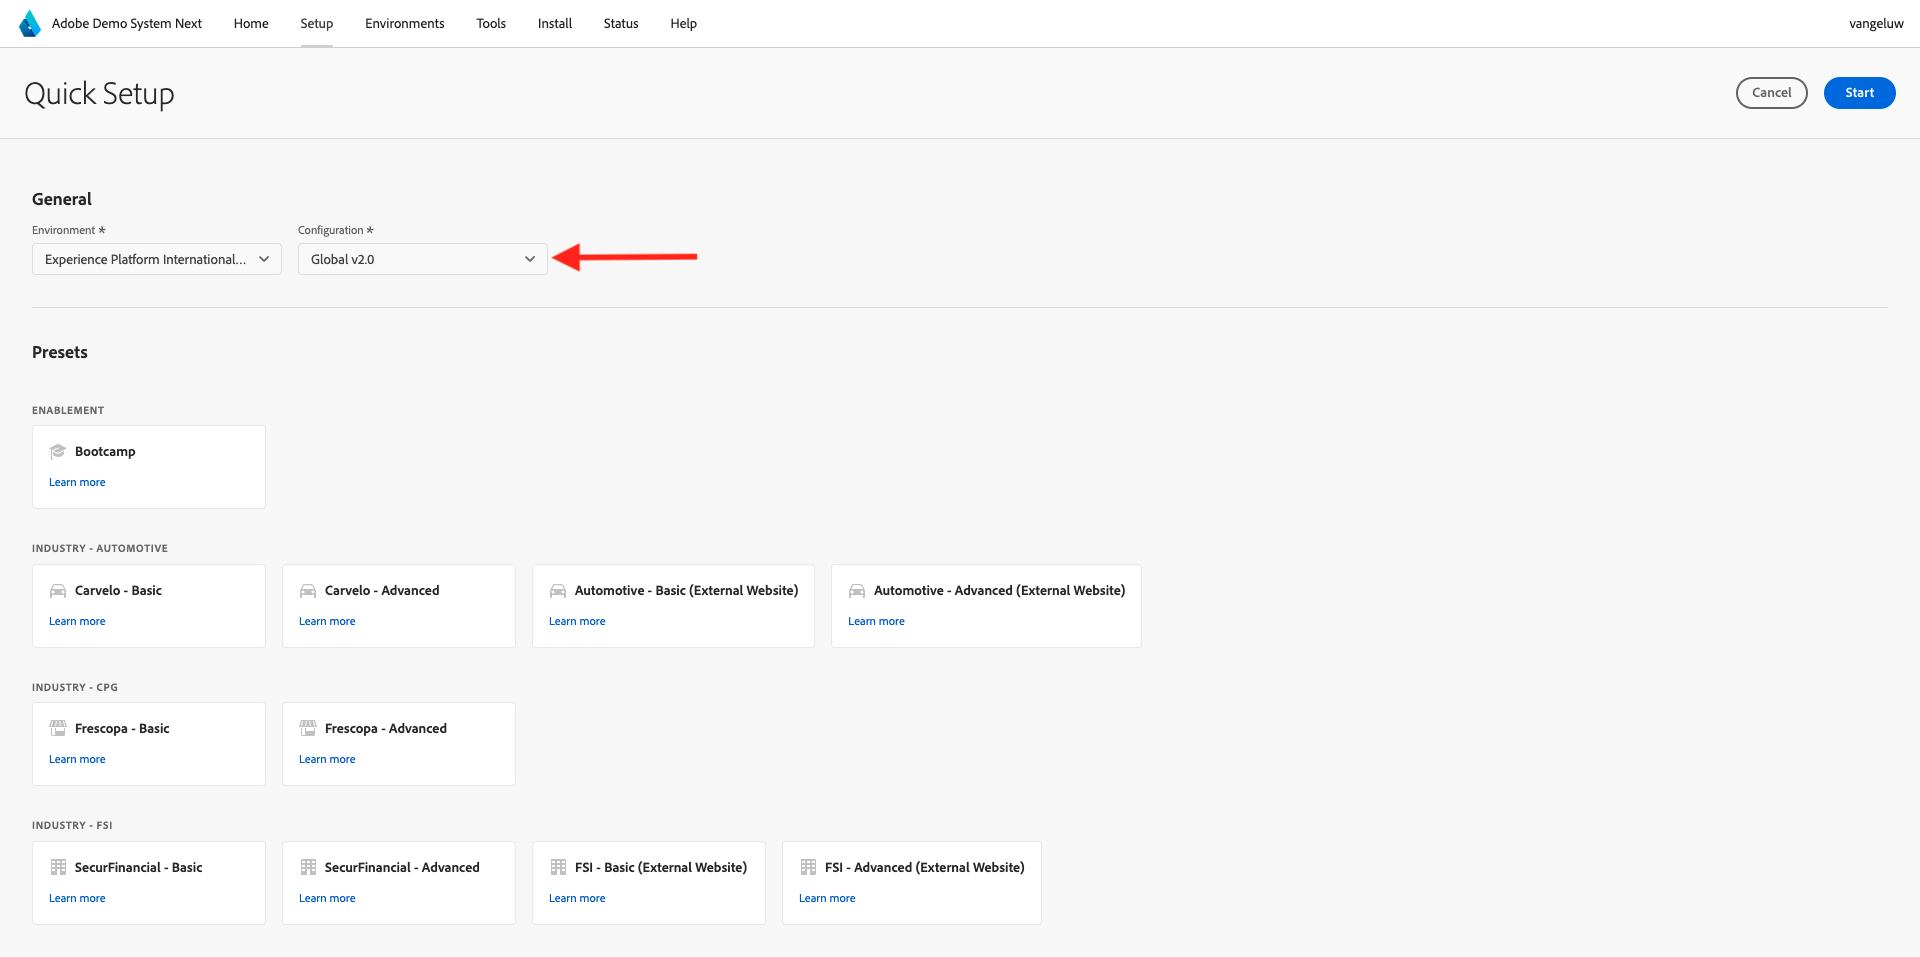 Adobe Demo System Next Home Setup Environments Tools Install Status Help vangeluw
Quick Setup Cancel Start
General
Environment * Configuration *
Experience Platform International... Global v2.0
Presets
ENABLEMENT
Bootcamp
Learn more
INDUSTRY - AUTOMOTIVE
Carvelo - Basic Carvelo - Advanced Automotive - Basic (External Website) Automotive - Advanced (External Website)
Learn more Learn more Learn more Learn more
INDUSTRY - CPG
Frescopa - Basic Frescopa - Advanced
Learn more Learn more
INDUSTRY - FSI
SecurFinancial - Basic SecurFinancial - Advanced FSI - Basic (External Website) FSI - Advanced (External Website)
Learn more Learn more Learn more Learn more